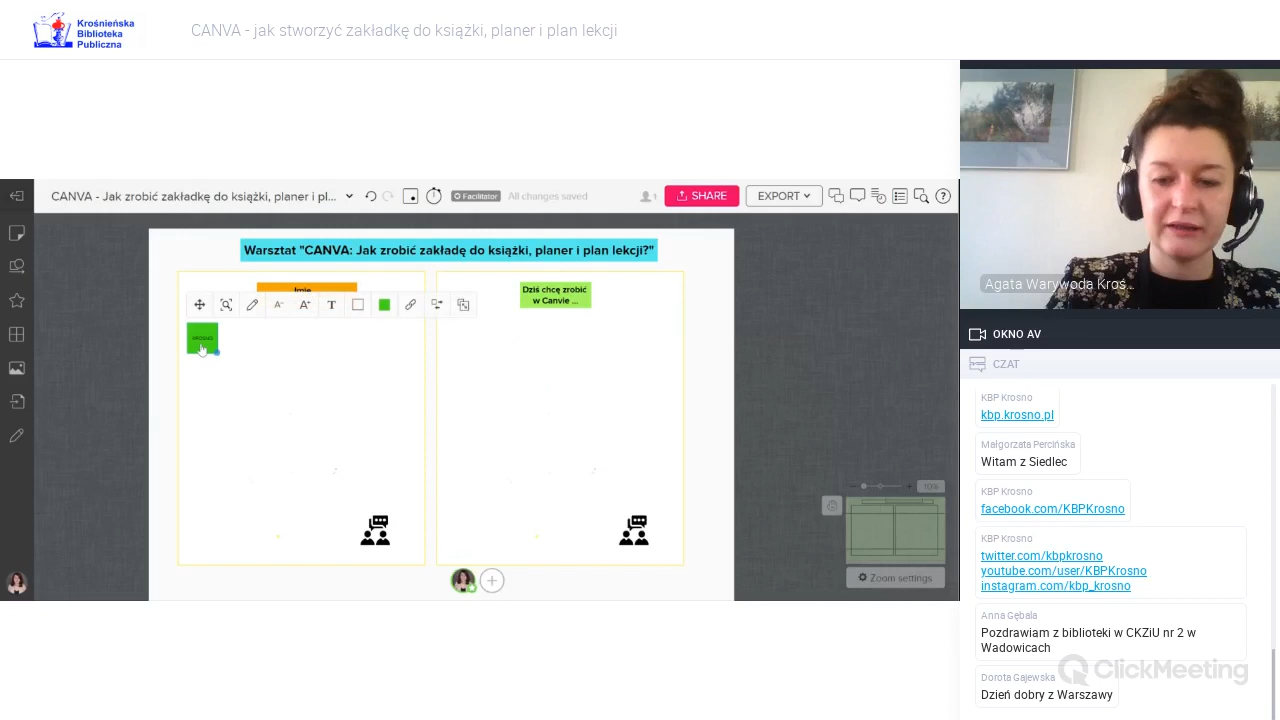 Krośnieńska
Biblioteka
Publiczna
CANVA - jak stworzyć zakładkę do książki, planer i plan lekcji
CANVA - Jak zrobić zakładkę do książki, planer i pl...
Facilitator
All changes saved
1
SHARE
EXPORT
Warsztat "CANVA: Jak zrobić zakładę do książki, planer i plan lekcji?"
Imię
A-
A+
T
KROSNO
Dziś chcę zrobić
w Canvie ...
10%
Zoom settings
Agata Warywoda Kroś...
OKNO AV
CZAT
KBP Krosno
kbp.krosno.pl
Małgorzata Percińska
Witam z Siedlec
KBP Krosno
facebook.com/KBPKrosno
KBP Krosno
twitter.com/kbpkrosno
youtube.com/user/KBPKrosno
instagram.com/kbp_krosno
Anna Gębala
Pozdrawiam z biblioteki w CKZiU nr 2 w
Wadowicach
Dorota Gajewska
Dzień dobry z Warszawy
ClickMeeting